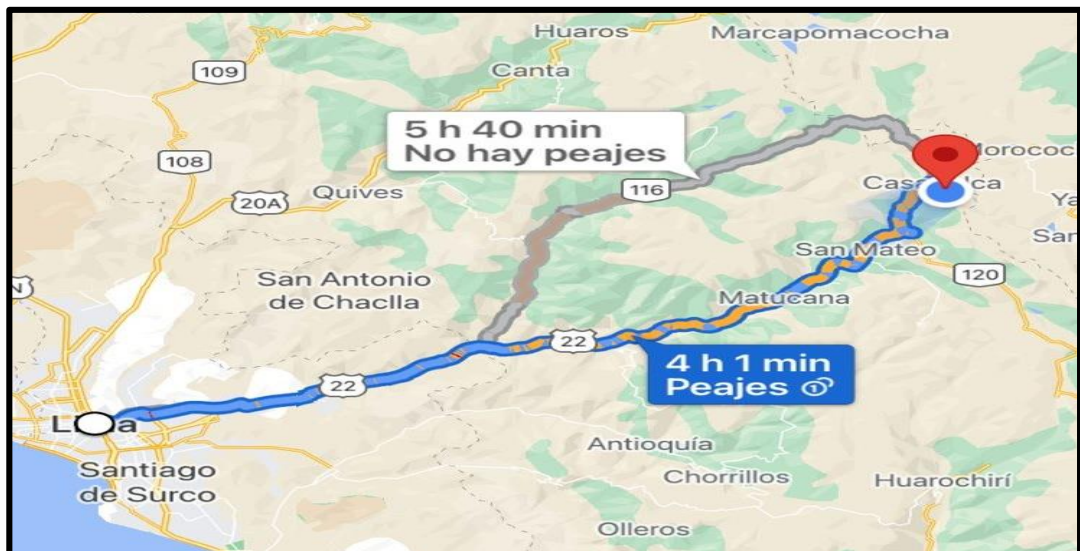 Huaros
Marcapomacocha
Canta
109
5 h 40 min
No hay peajes
108
116
Quives
20A
San Antonio
de Chaclla
San Mateo
120
Matucana
22
4 h 1 min
Peajes
22
Antioquía
Chorrillos
Huarochirí
Santiago
de Surco
Olleros